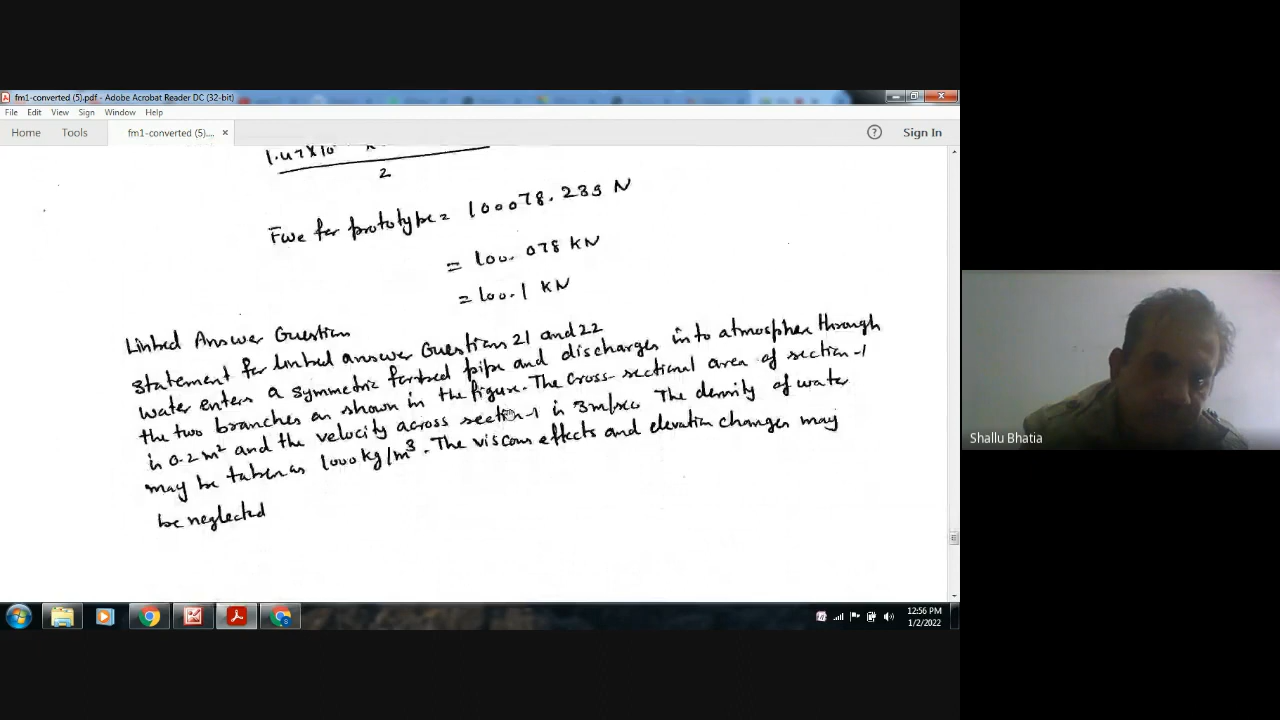 fm1-converted (5).pdf - Adobe Acrobat Reader DC (32-bit)
File Edit View Sign Window Help
Home Tools fm1-converted (5).... × ? Sign In
1.47×10
2
Fwe for prototype = 100078.235 N
= 100.078 KN
= 100.1 KN
Linked Answer Question
Statement for linked answer Questions 21 and 22
water enters a symmetric forked pipe and discharges in to atmosphere through
the two branches as shown in the figure. The cross-sectional area of section-1
is 0.2 m² and the velocity across section-1 is 3m/sec The density of water
may be taken as 1000 kg/m³. The viscous effects and elevation changes may
be neglected
Shallu Bhatia
12:56 PM
1/2/2022